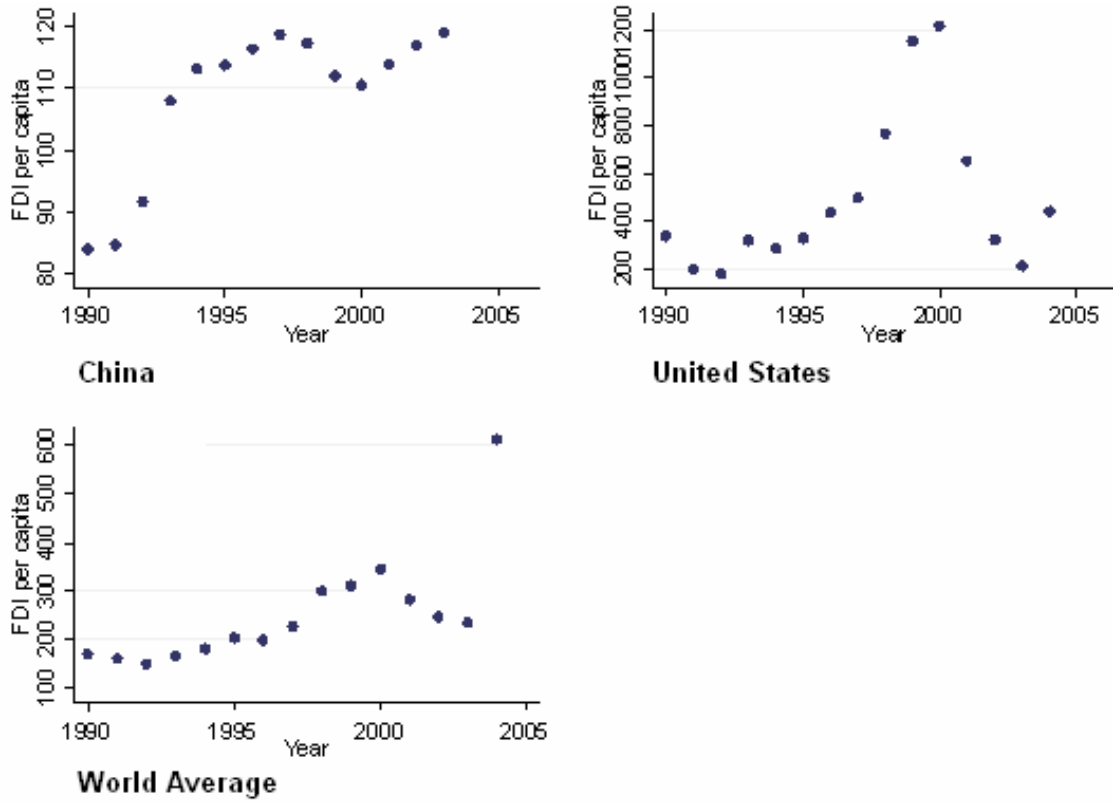 FDI per capita
80 90 100 110 120
1990 1995 2000 2005
Year
China
FDI per capita
200 400 600 800 1000 1200
1990 1995 2000 2005
Year
United States
FDI per capita
100 200 300 400 500 600
1990 1995 2000 2005
Year
World Average